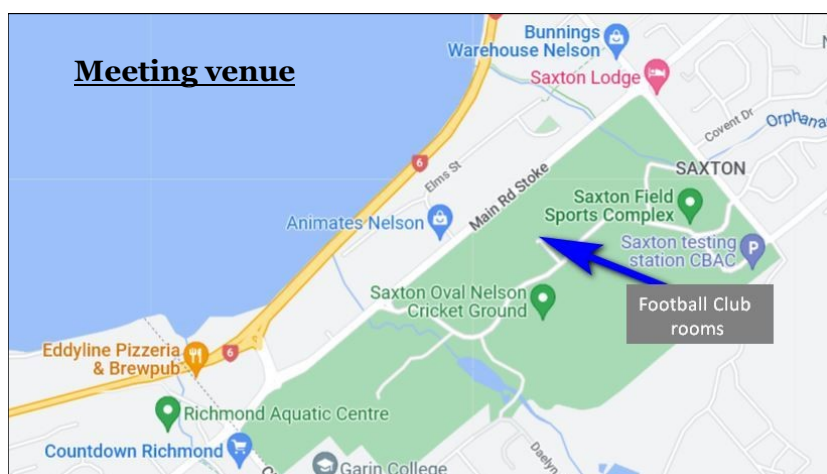 Meeting venue
Bunnings
Warehouse Nelson
Saxton Lodge
6
Covent Dr
Elms St
Main Rd Stoke
SAXTON
6
Saxton Field
Sports Complex
Animates Nelson
Saxton testing
station CBAC
P
Saxton Oval Nelson
Cricket Ground
Football Club
rooms
Eddyline Pizzeria
& Brewpub
6
Richmond Aquatic Centre
Countdown Richmond
Garin College